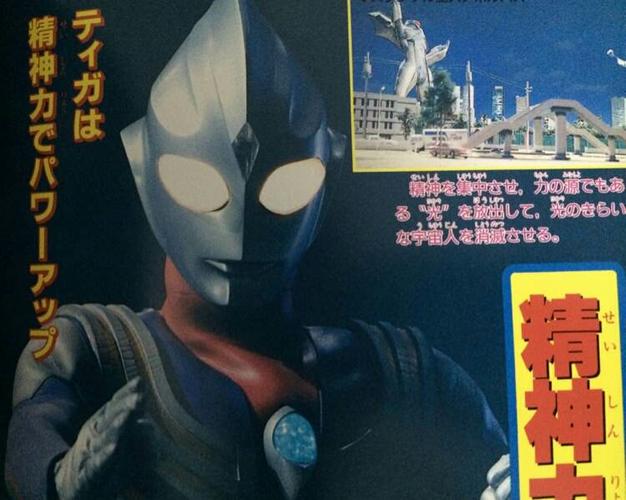 ティガは
精神力でパワーアップ
精神を集中させ、力の源でもあ
る“光”を放出して、光のきらい
な宇宙人を消滅させる。
精神力